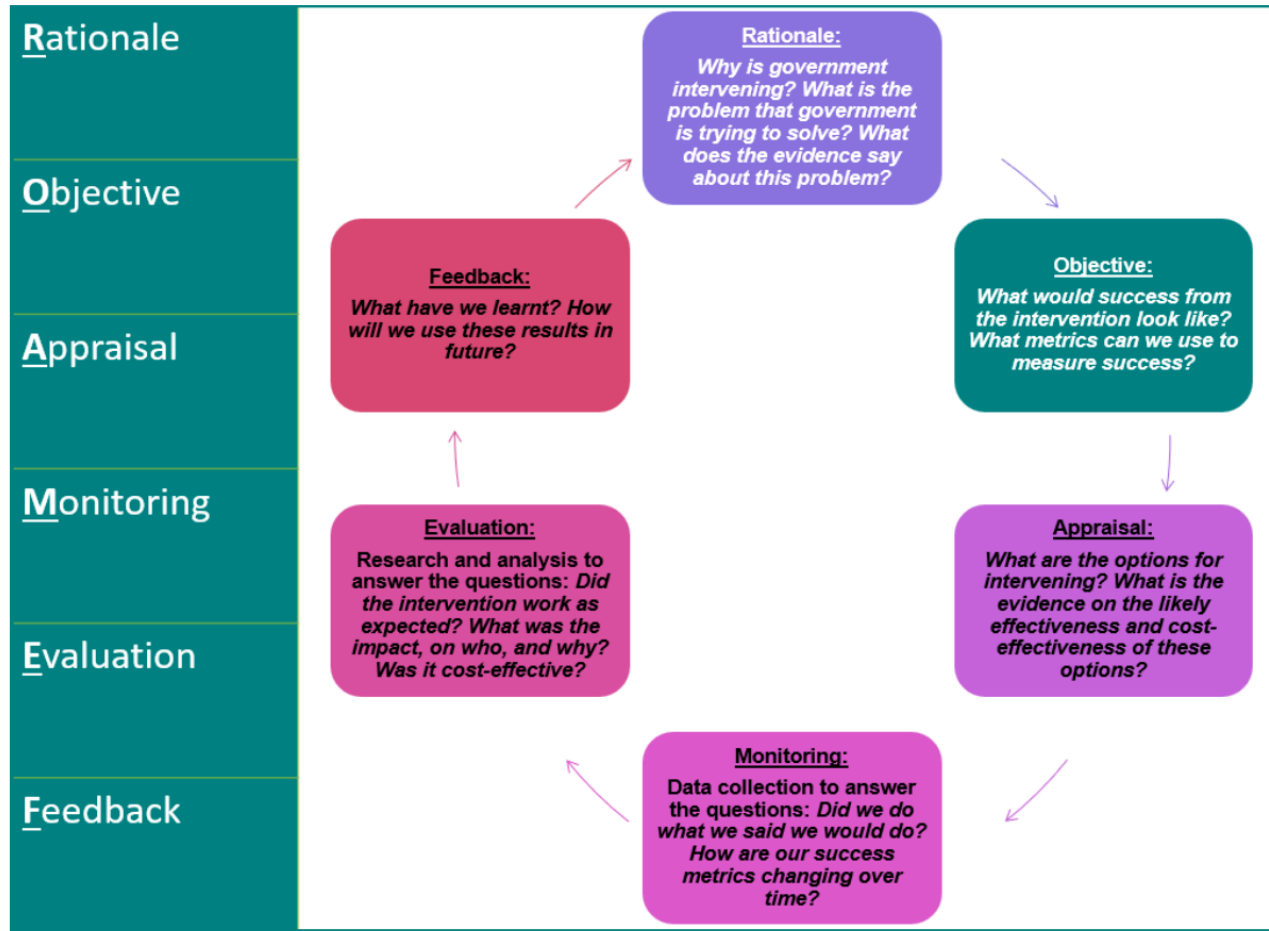 Rationale
Objective
Appraisal
Monitoring
Evaluation
Feedback
Rationale:
Why is government
intervening? What is the
problem that government
is trying to solve? What
does the evidence say
about this problem?
Objective:
What would success from
the intervention look like?
What metrics can we use to
measure success?
Appraisal:
What are the options for
intervening? What is the
evidence on the likely
effectiveness and cost-
effectiveness of these
options?
Monitoring:
Data collection to answer
the questions: Did we do
what we said we would do?
How are our success
metrics changing over
time?
Evaluation:
Research and analysis to
answer the questions: Did
the intervention work as
expected? What was the
impact, on who, and why?
Was it cost-effective?
Feedback:
What have we learnt? How
will we use these results in
future?